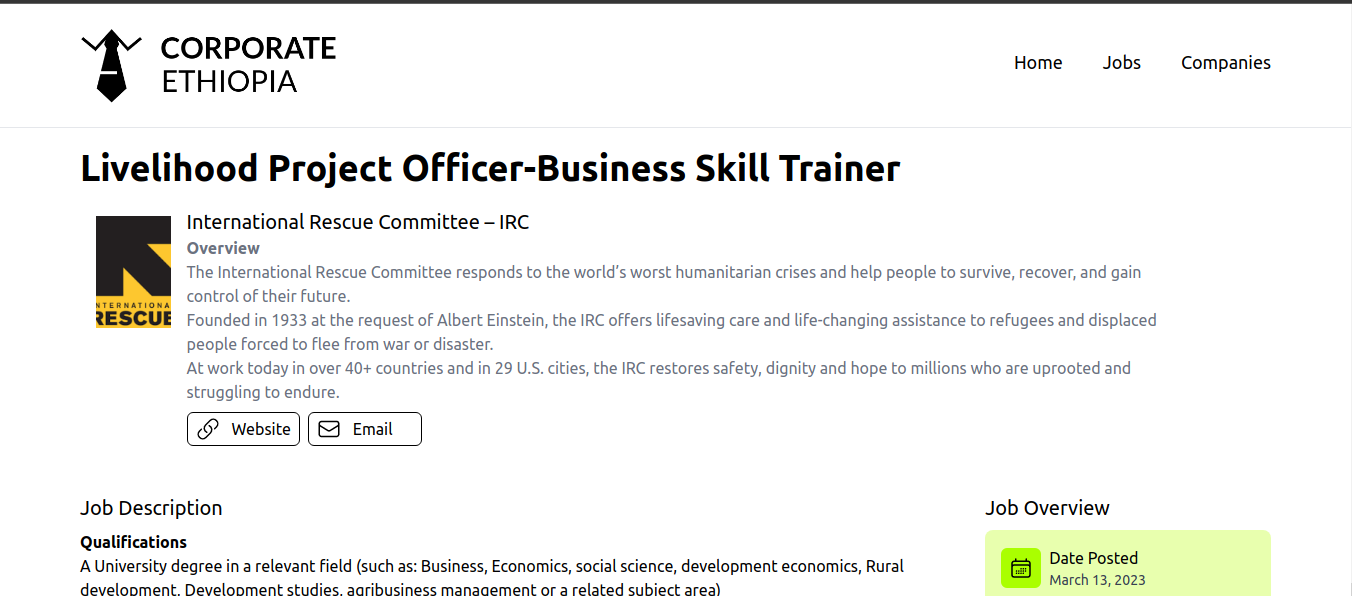 CORPORATE
ETHIOPIA
Home Jobs Companies
Livelihood Project Officer-Business Skill Trainer
International Rescue Committee – IRC
Overview
The International Rescue Committee responds to the world’s worst humanitarian crises and help people to survive, recover, and gain
control of their future.
Founded in 1933 at the request of Albert Einstein, the IRC offers lifesaving care and life-changing assistance to refugees and displaced
people forced to flee from war or disaster.
At work today in over 40+ countries and in 29 U.S. cities, the IRC restores safety, dignity and hope to millions who are uprooted and
struggling to endure.
NTERNATIONA
RESCUE
Website Email
Job Description
Qualifications
A University degree in a relevant field (such as: Business, Economics, social science, development economics, Rural
development, Development studies, agribusiness management or a related subject area)
Job Overview
Date Posted
March 13, 2023